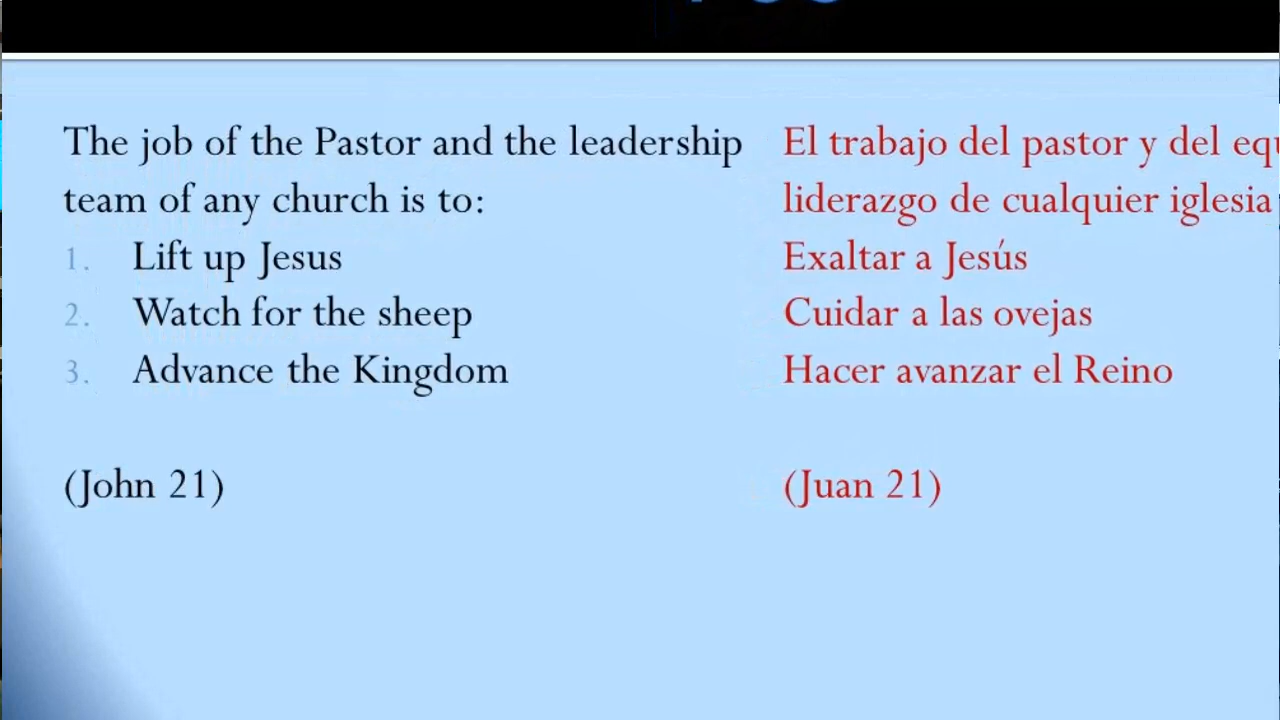 The job of the Pastor and the leadership
team of any church is to:
1. Lift up Jesus
2. Watch for the sheep
3. Advance the Kingdom
(John 21)
El trabajo del pastor y del
liderazgo de cualquier iglesia
Exaltar a Jesús
Cuidar a las ovejas
Hacer avanzar el Reino
(Juan 21)